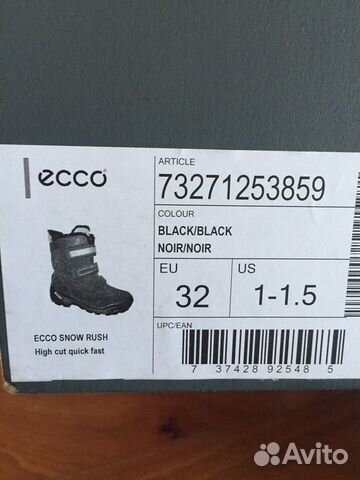 ecco
ARTICLE
73271253859
COLOUR
BLACK/BLACK
NOIR/NOIR
EU
32
US
1-1.5
ECCO SNOW RUSH
High cut quick fast
UPC/EAN
7 37428 92548 5
Avito